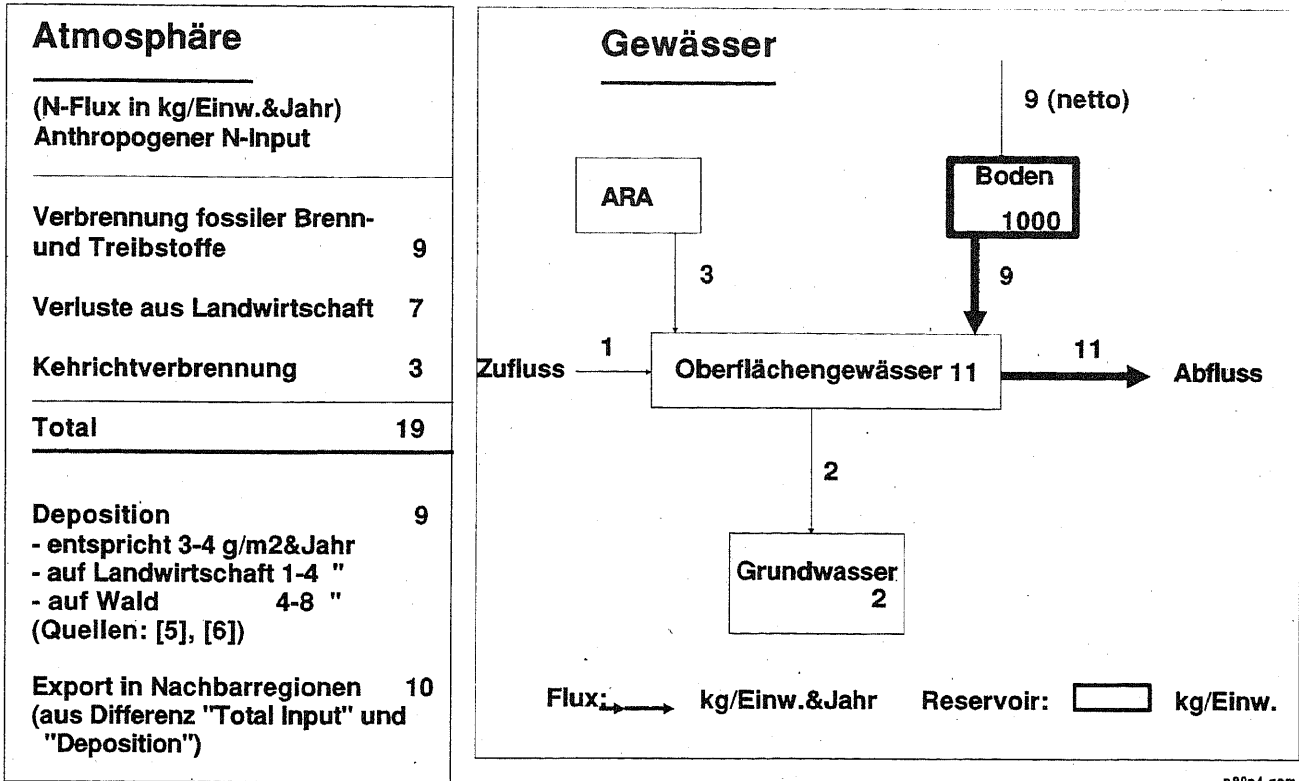 Atmosphäre
(N-Flux in kg/Einw.&Jahr)
Anthropogener N-Input
Verbrennung fossiler Brenn-
und Treibstoffe 9
Verluste aus Landwirtschaft 7
Kehrichtverbrennung 3
Total 19
Deposition 9
- entspricht 3-4 g/m2&Jahr
- auf Landwirtschaft 1-4 "
- auf Wald 4-8 "
(Quellen: [5], [6])
Export in Nachbarregionen 10
(aus Differenz "Total Input" und
"Deposition")
Gewässer
9 (netto)
ARA
Boden
1000
3
9
Zufluss
1
Oberflächengewässer 11
11
Abfluss
2
Grundwasser
2
Flux: kg/Einw.&Jahr Reservoir: kg/Einw.